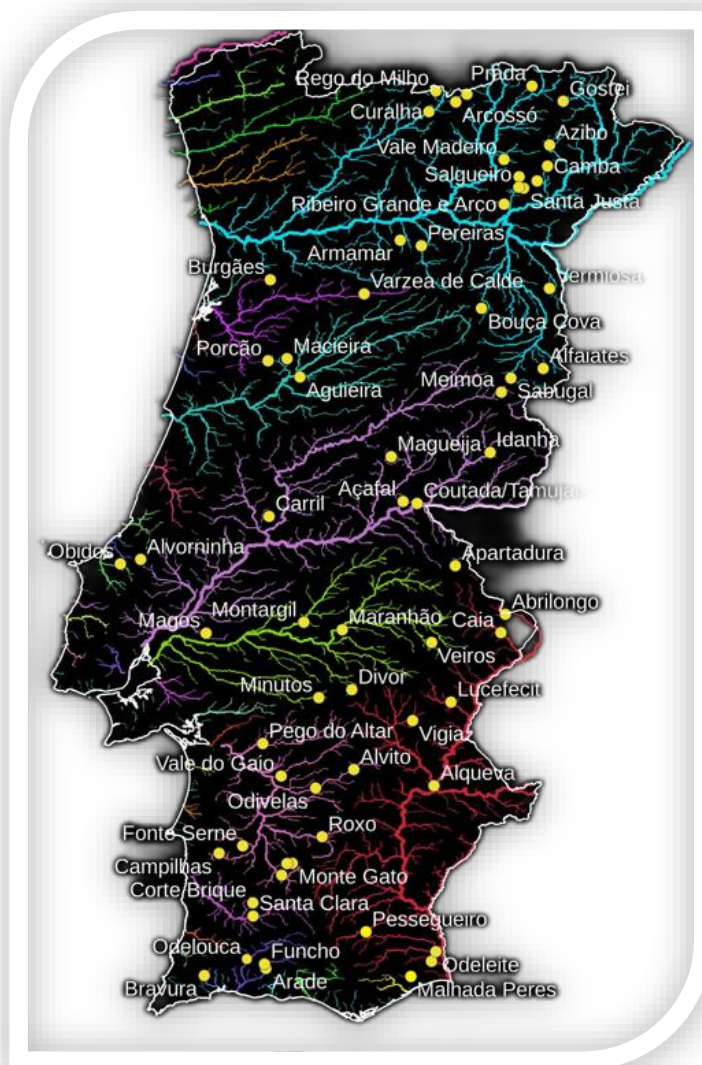 Rego do Milho
Prada
Gostei
Curalha
Arcossó
Azibo
Vale Madeiro
Camba
Salgueiro
Ribeiro Grande e Arco
Santa Justa
Armamar
Pereiras
Burgães
Varzea de Calde
Vermiosa
Bouça Cova
Porcão
Macieira
Alfaiates
Aguieira
Meimoa
Sabugal
Magueija
Idanha
Açafal
Coutada/Tamujais
Carril
Óbidos
Alvorninha
Apartadura
Abrilongo
Magos
Montargil
Maranhão
Caia
Veiros
Minutos
Divor
Lucefecit
Pego do Altar
Vigia
Vale do Gaio
Alvito
Alqueva
Odivelas
Fonte Serne
Roxo
Campilhas
Monte Gato
Corte Brique
Santa Clara
Pessegueiro
Odelouca
Funcho
Odeleite
Bravura
Arade
Malhada Peres